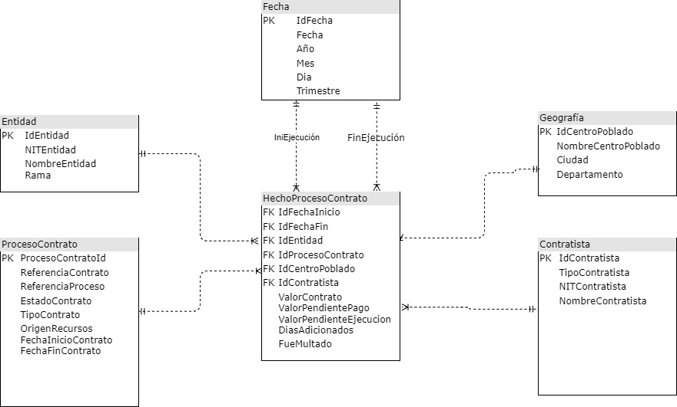 Fecha
PK IdFecha
Fecha
Año
Mes
Dia
Trimestre
IniEjecución
FinEjecución
Entidad
PK IdEntidad
NITEntidad
NombreEntidad
Rama
Geografía
PK IdCentroPoblado
NombreCentroPoblado
Ciudad
Departamento
HechoProcesoContrato
FK IdFechaInicio
FK IdFechaFin
FK IdEntidad
FK IdProcesoContrato
FK IdCentroPoblado
FK IdContratista
ValorContrato
ValorPendientePago
ValorPendienteEjecucion
DiasAdicionados
FueMultado
ProcesoContrato
PK ProcesoContratoId
ReferenciaContrato
ReferenciaProceso
EstadoContrato
TipoContrato
OrigenRecursos
FechaInicioContrato
FechaFinContrato
Contratista
PK IdContratista
TipoContratista
NITContratista
NombreContratista